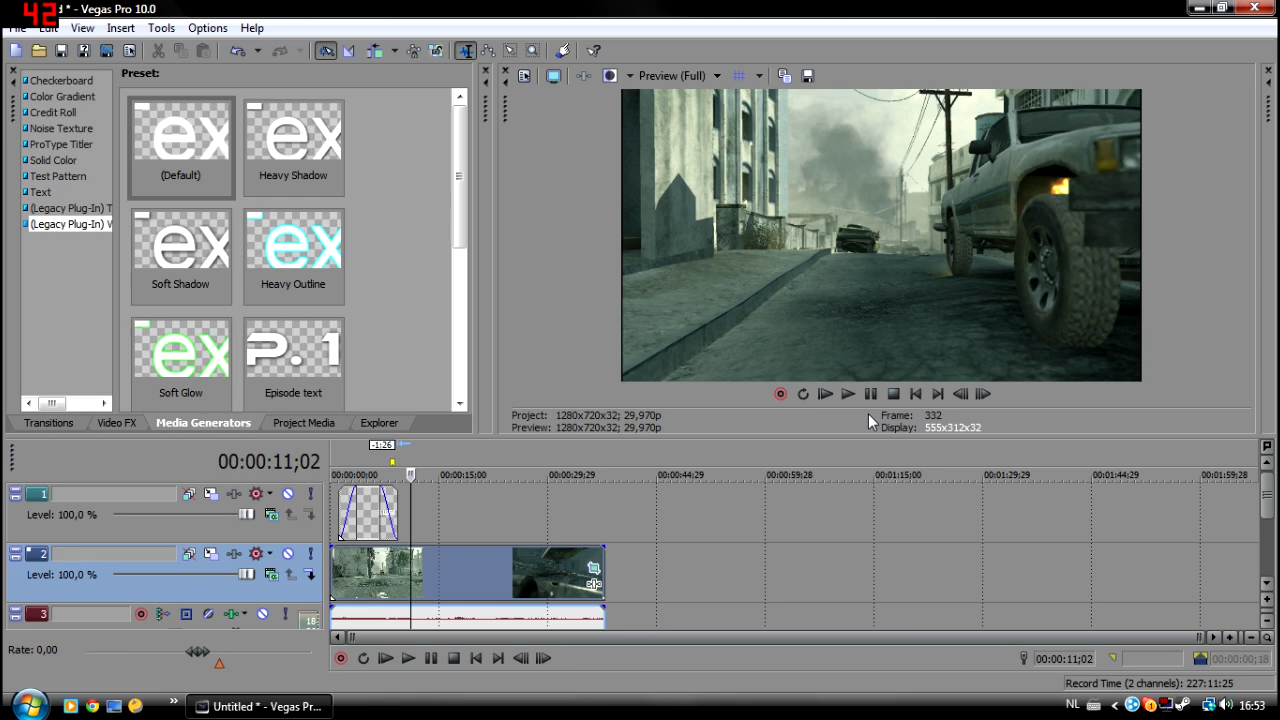 42
d * - Vegas Pro 10.0
File Edit View Insert Tools Options Help
Preset:
Preview (Full)
Checkerboard
Color Gradient
Credit Roll
Noise Texture
ProType Titler
Solid Color
Test Pattern
Text
(Legacy Plug-In) T
(Legacy Plug-In) V
ex
ex
(Default)
Heavy Shadow
ex
ex
Soft Shadow
Heavy Outline
ex
P. 1
Soft Glow
Episode text
Transitions
Video FX
Media Generators
Project Media
Explorer
Project: 1280x720x32; 29,970p
Preview: 1280x720x32; 29,970p
Frame: 332
Display: 555x312x32
-1:26
00:00:11;02
00:00:00;00
00:00:15;00
00:00:29;29
00:00:44;29
00:00:59;28
00:01:15;00
00:01:29;29
00:01:44;29
00:01:59;28
1
Level: 100,0 %
2
Level: 100,0 %
3
18
Rate: 0,00
00:00:11;02
00:00:00;18
Record Time (2 channels): 227:11:25
Untitled * - Vegas Pr...
NL
16:53